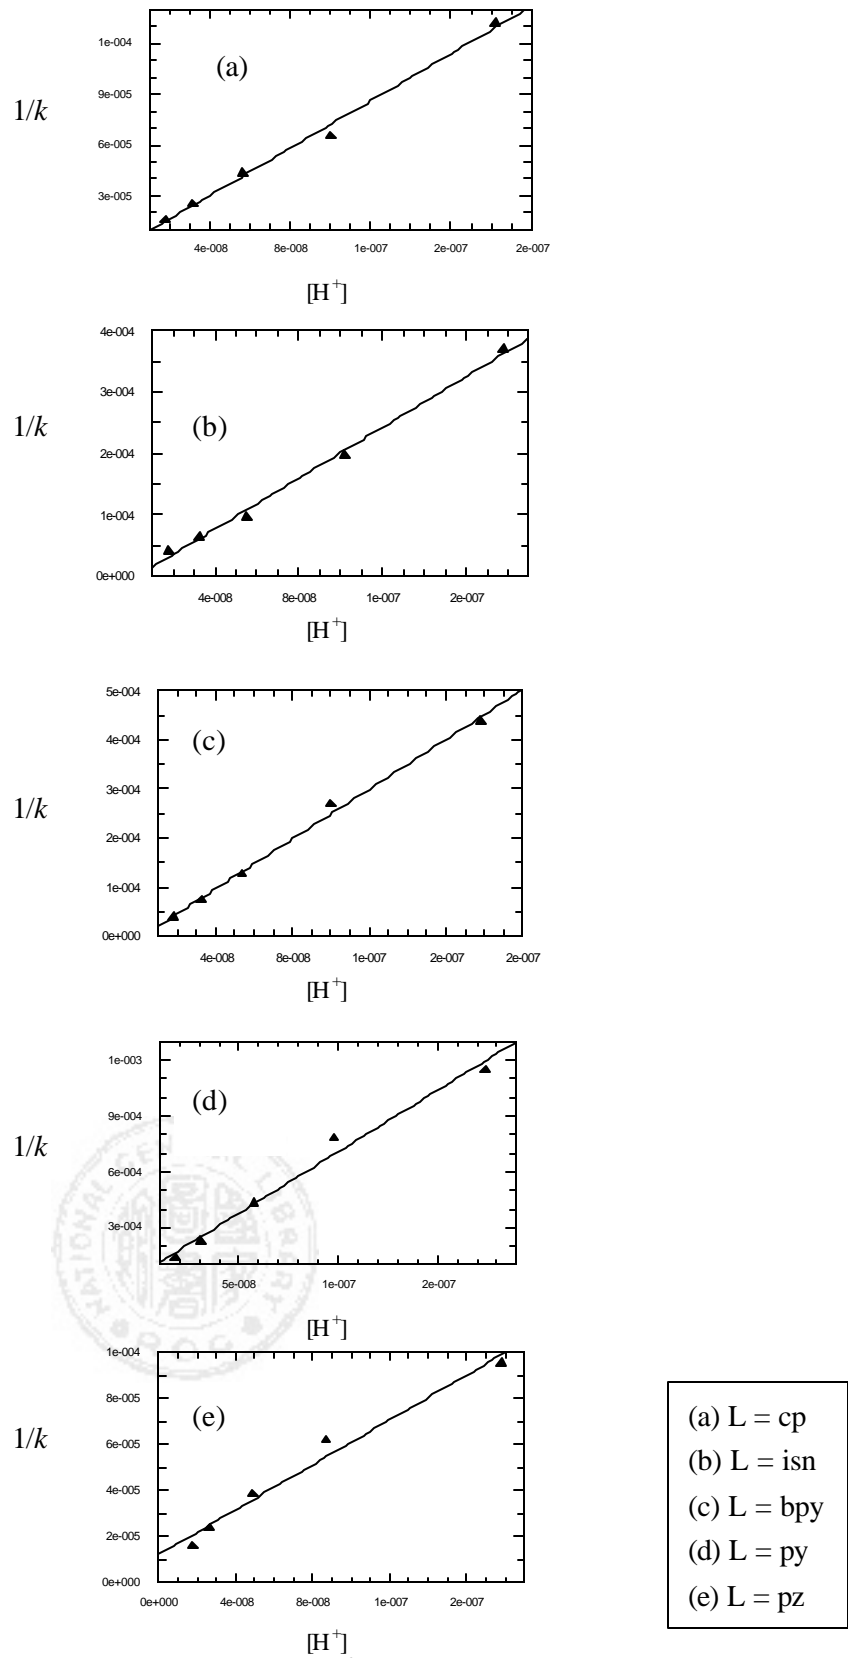 1e-004
(a)
9e-005
1/k
6e-005
3e-005
4e-008 8e-008 1e-007 2e-007 2e-007
[H+]
4e-004
3e-004
1/k
(b)
2e-004
1e-004
0e+000
4e-008 8e-008 1e-007 2e-007
[H+]
5e-004
(c)
4e-004
3e-004
1/k
2e-004
1e-004
0e+000
4e-008 8e-008 1e-007 2e-007 2e-007
[H+]
1e-003
(d)
9e-004
1/k
6e-004
3e-004
5e-008 1e-007 2e-007
[H+]
NATIONAL CENTRAL LIBRARY
ROC
1e-004
8e-005
(e)
1/k
6e-005
4e-005
2e-005
0e+000
0e+000 4e-008 8e-008 1e-007 2e-007
[H+]
(a) L = cp
(b) L = isn
(c) L = bpy
(d) L = py
(e) L = pz